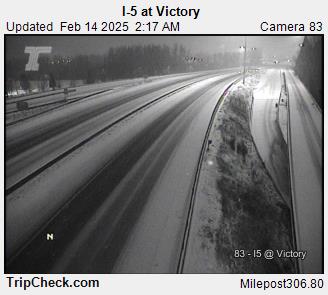 I-5 at Victory
Updated Feb 14 2025 2:17 AM Camera 83
T
N
83 - I5 @ Victory
TripCheck.com Milepost306.80